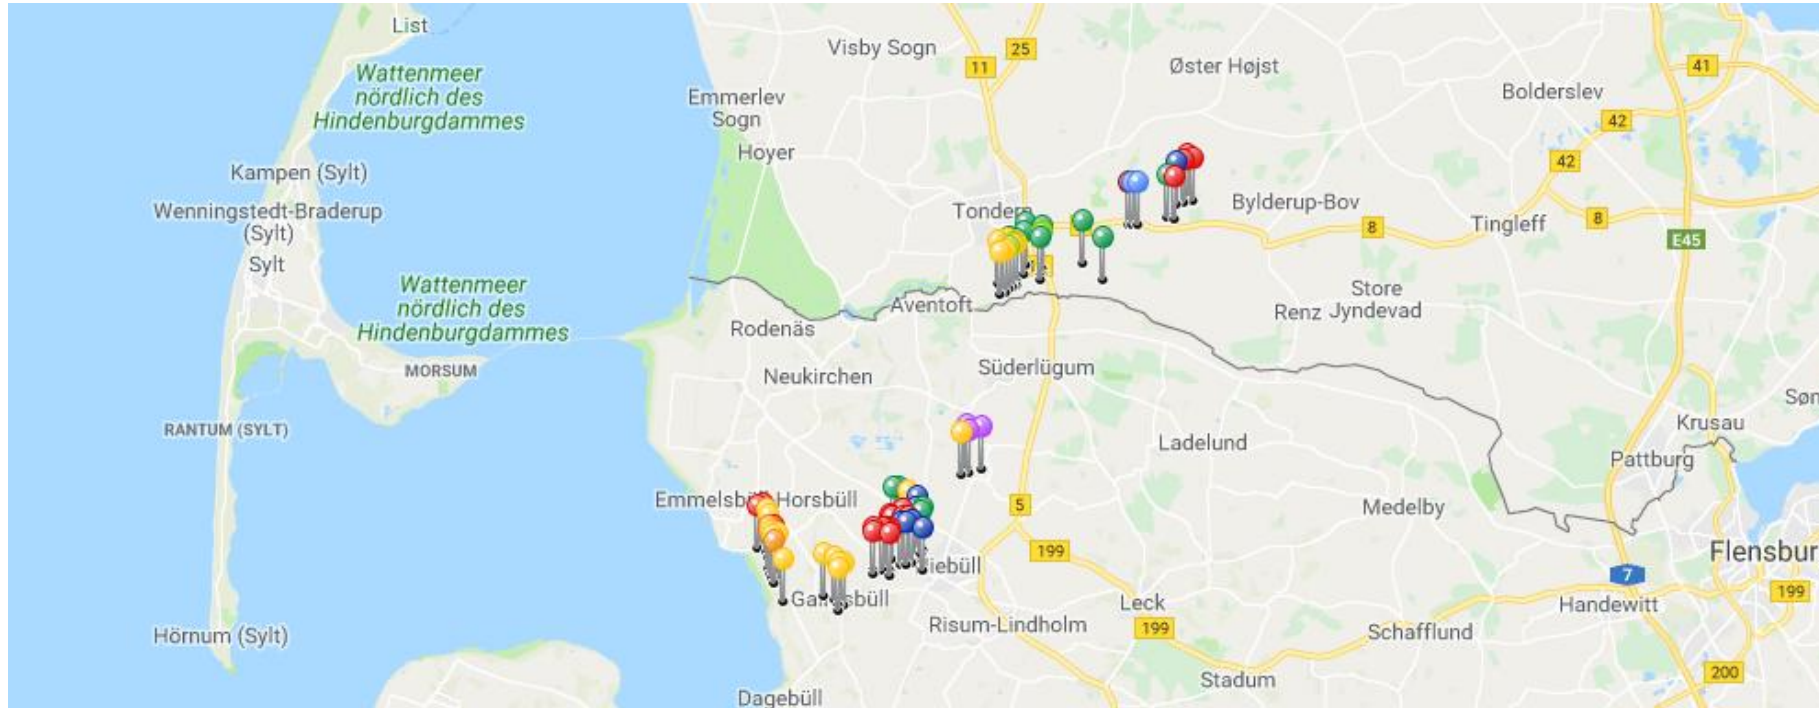 List
Visby Sogn
25
11
Øster Højst
41
Wattenmeer
nördlich des
Hindenburgdammes
Emmerlev
Sogn
Bolderslev
42
Hoyer
42
Kampen (Sylt)
Wenningstedt-Braderup
(Sylt)
Tondern
Bylderup-Bov
8
Tingleff
8
E45
Sylt
Wattenmeer
nördlich des
Hindenburgdammes
Aventoft
Store
Renz Jyndevad
Rodenäs
MORSUM
Neukirchen
Süderlügum
RANTUM (SYLT)
Ladelund
Krusau
Pattburg
Emmelsbüll-Horsbüll
5
Medelby
199
Flensbur
7
199
Leck
Handewitt
Hörnum (Sylt)
Risum-Lindholm
199
Schafflund
Stadum
200
Dagebüll